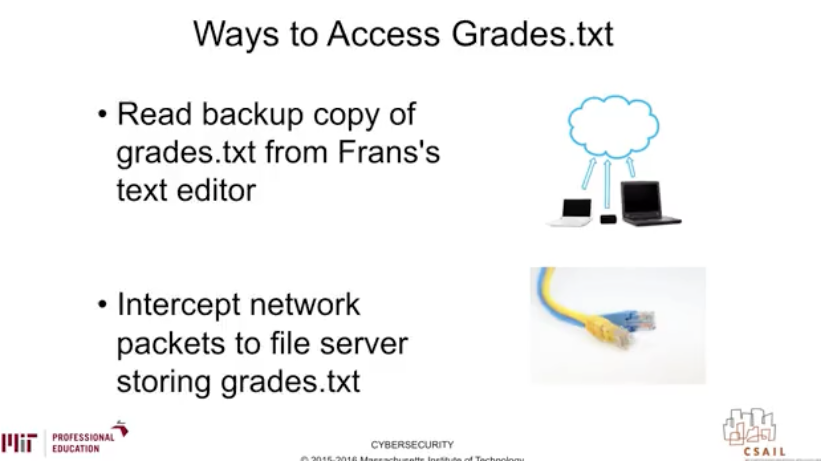 Ways to Access Grades.txt
• Read backup copy of
grades.txt from Frans's
text editor
• Intercept network
packets to file server
storing grades.txt
MIT PROFESSIONAL
EDUCATION
CYBERSECURITY
© 2015-2016 Massachusetts Institute of Technology
CSAIL